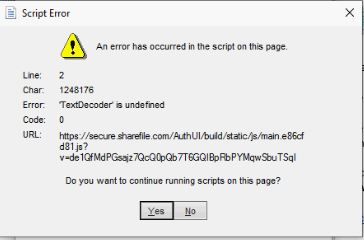 Script Error
An error has occurred in the script on this page.
Line: 2
Char: 1248176
Error: 'TextDecoder' is undefined
Code: 0
URL: https://secure.sharefile.com/AuthUI/build/static/js/main.e86cf
d81.js?
v=de1QfMdPGsajz7QcQ0pQb7T6GQIBpRbPYMqwSbuTSqI
Do you want to continue running scripts on this page?
Yes No